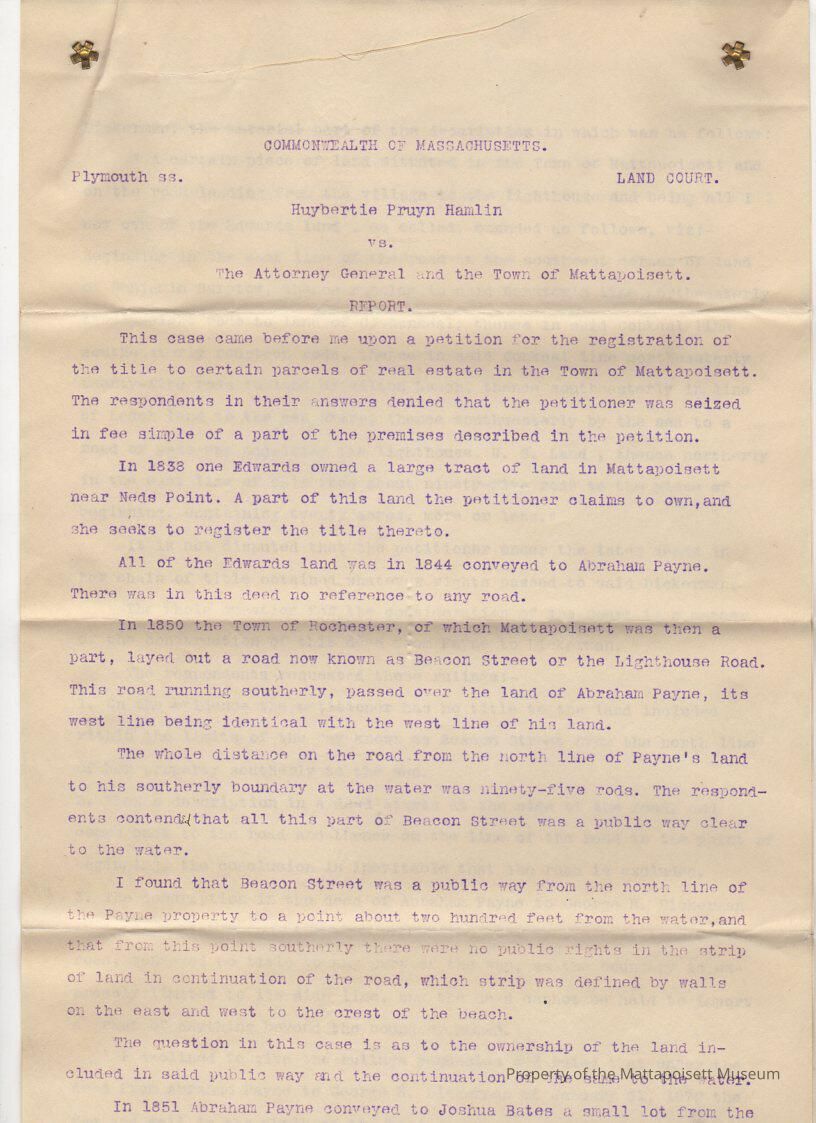 COMMONWEALTH OF MASSACHUSETTS.
Plymouth ss. LAND COURT.
Huybertie Pruyn Hamlin
vs.
The Attorney General and the Town of Mattapoisett.
REPORT.
This case came before me upon a petition for the registration of
the title to certain parcels of real estate in the Town of Mattapoisett.
The respondents in their answers denied that the petitioner was seized
in fee simple of a part of the premises described in the petition.
In 1838 one Edwards owned a large tract of land in Mattapoisett
near Neds Point. A part of this land the petitioner claims to own,and
she seeks to register the title thereto.
All of the Edwards land was in 1844 conveyed to Abraham Payne.
There was in this deed no reference to any road.
In 1850 the Town of Rochester, of which Mattapoisett was then a
part, layed out a road now known as Beacon Street or the Lighthouse Road.
This road running southerly, passed over the land of Abraham Payne, its
west line being identical with the west line of his land.
The whole distance on the road from the north line of Payne's land
to his southerly boundary at the water was ninety-five rods. The respond-
ents contend that all this part of Beacon Street was a public way clear
to the water.
I found that Beacon Street was a public way from the north line of
the Payne property to a point about two hundred feet from the water,and
that from this point southerly there were no public rights in the strip
of land in continuation of the road, which strip was defined by walls
on the east and west to the crest of the beach.
The question in this case is as to the ownership of the land in-
cluded in said public way and the continuation of the same to the water.
Property of the Mattapoisett Museum
In 1851 Abraham Payne conveyed to Joshua Bates a small lot from the